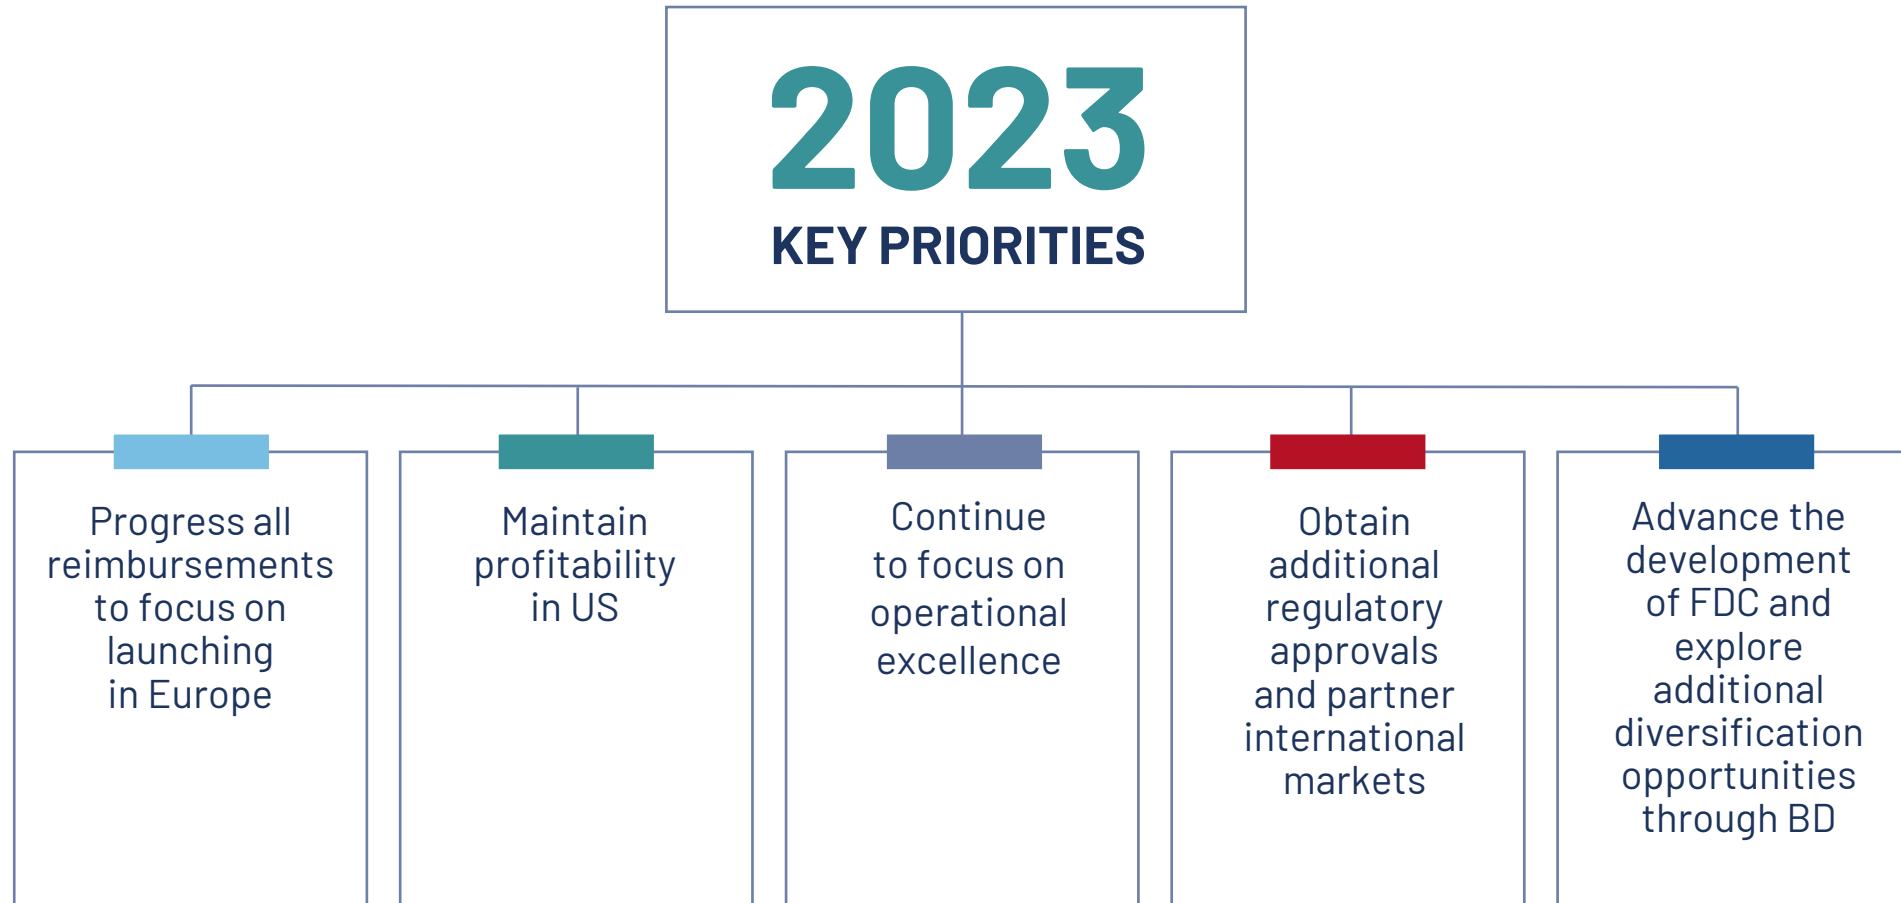 2023
KEY PRIORITIES
Progress all
reimbursements
to focus on
launching
in Europe
Maintain
profitability
in US
Continue
to focus on
operational
excellence
Obtain
additional
regulatory
approvals
and partner
international
markets
Advance the
development
of FDC and
explore
additional
diversification
opportunities
through BD